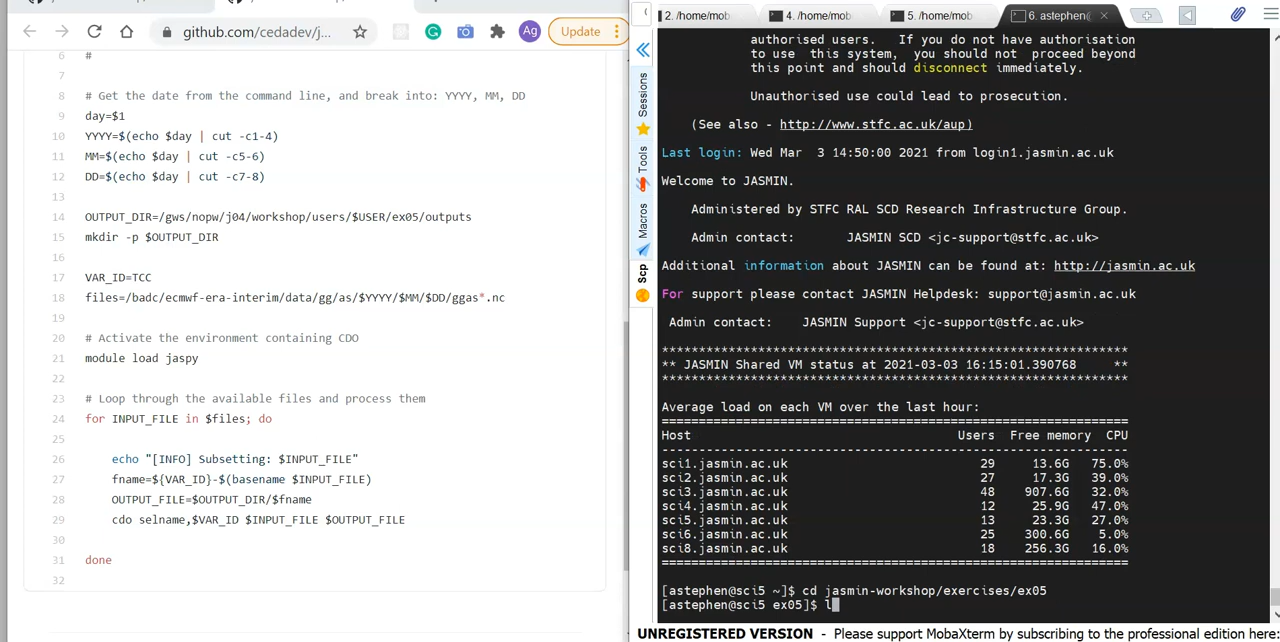 github.com/cedadev/j...
Ag
Update
6 #
7
8 # Get the date from the command line, and break into: YYYY, MM, DD
9 day=$1
10 YYYY=$(echo $day | cut -c1-4)
11 MM=$(echo $day | cut -c5-6)
12 DD=$(echo $day | cut -c7-8)
13
14 OUTPUT_DIR=/gws/nopw/j04/workshop/users/$USER/ex05/outputs
15 mkdir -p $OUTPUT_DIR
16
17 VAR_ID=TCC
18 files=/badc/ecmwf-era-interim/data/gg/as/$YYYY/$MM/$DD/ggas*.nc
19
20 # Activate the environment containing CDO
21 module load jaspy
22
23 # Loop through the available files and process them
24 for INPUT_FILE in $files; do
25
26 echo "[INFO] Subsetting: $INPUT_FILE"
27 fname=${VAR_ID}-$(basename $INPUT_FILE)
28 OUTPUT_FILE=$OUTPUT_DIR/$fname
29 cdo selname,$VAR_ID $INPUT_FILE $OUTPUT_FILE
30
31 done
32
2. /home/mob
4. /home/mob
5. /home/mob
6. astephen@
Sessions
Tools
Macros
Scp
authorised users. If you do not have authorisation
to use this system, you should not proceed beyond
this point and should disconnect immediately.
Unauthorised use could lead to prosecution.
(See also - http://www.stfc.ac.uk/aup)
Last login: Wed Mar 3 14:50:00 2021 from login1.jasmin.ac.uk
Welcome to JASMIN.
Administered by STFC RAL SCD Research Infrastructure Group.
Admin contact: JASMIN SCD <jc-support@stfc.ac.uk>
Additional information about JASMIN can be found at: http://jasmin.ac.uk
For support please contact JASMIN Helpdesk: support@jasmin.ac.uk
Admin contact: JASMIN Support <jc-support@stfc.ac.uk>
******************************************************************
** JASMIN Shared VM status at 2021-03-03 16:15:01.390768 **
******************************************************************
Average load on each VM over the last hour:
==================================================================
Host Users Free memory CPU
------------------------------------------------------------------
sci1.jasmin.ac.uk 29 13.6G 75.0%
sci2.jasmin.ac.uk 27 17.3G 39.0%
sci3.jasmin.ac.uk 48 907.6G 32.0%
sci4.jasmin.ac.uk 12 25.9G 47.0%
sci5.jasmin.ac.uk 13 23.3G 27.0%
sci6.jasmin.ac.uk 25 300.6G 5.0%
sci8.jasmin.ac.uk 18 256.3G 16.0%
==================================================================
[astephen@sci5 ~]$ cd jasmin-workshop/exercises/ex05
[astephen@sci5 ex05]$ l
UNREGISTERED VERSION - Please support MobaXterm by subscribing to the professional edition here: